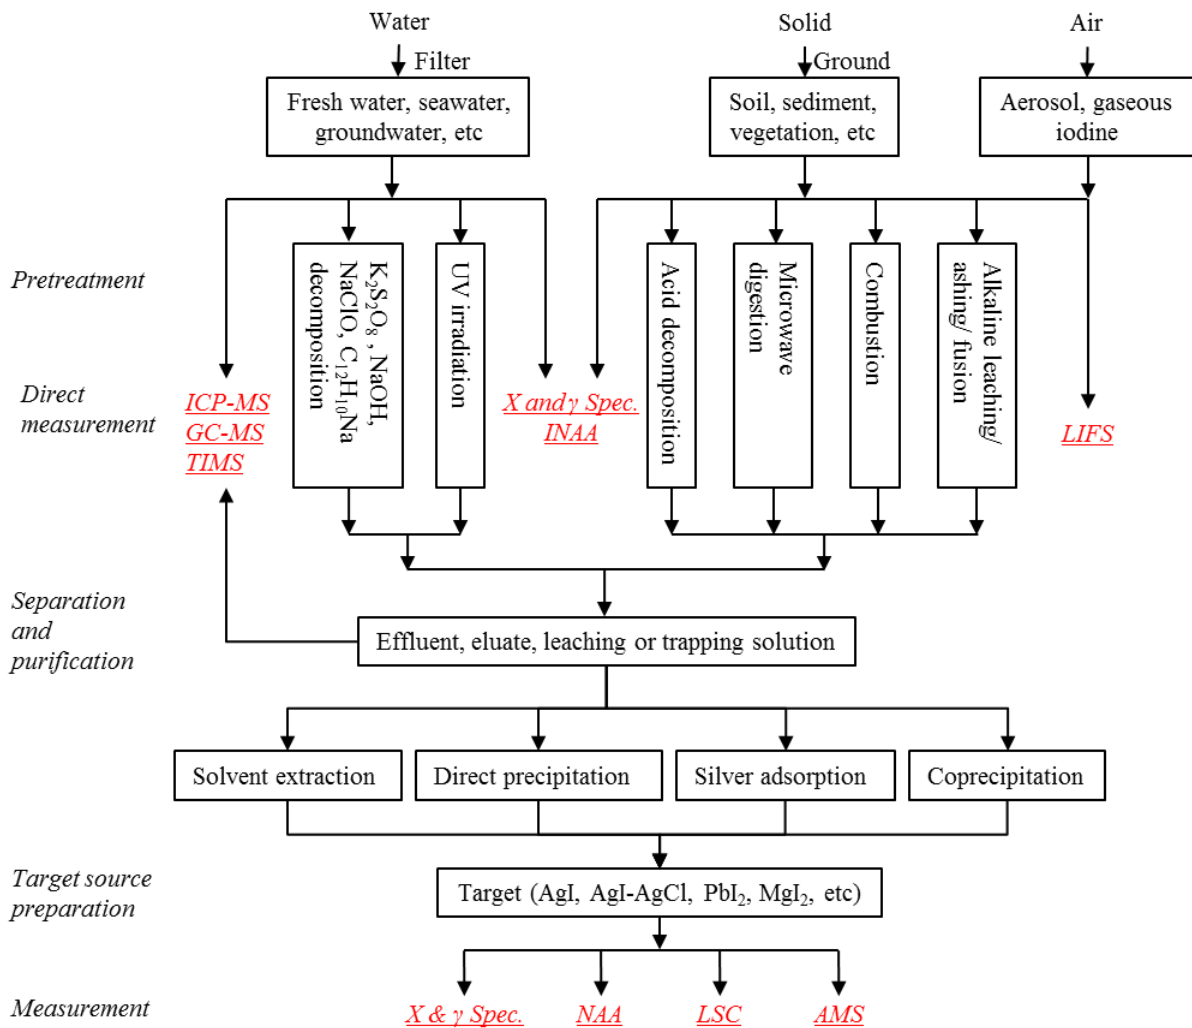 Water
Solid
Air
Filter
Ground
Fresh water, seawater,
groundwater, etc
Soil, sediment,
vegetation, etc
Aerosol, gaseous
iodine
Pretreatment
K₂S₂O₈ , NaOH,
NaClO, C₁₂H₁₀Na
decomposition
UV irradiation
Acid decomposition
Microwave
digestion
Combustion
Alkaline leaching/
ashing/ fusion
Direct
measurement
ICP-MS
GC-MS
TIMS
X and γ Spec.
INAA
LIFS
Separation
and
purification
Effluent, eluate, leaching or trapping solution
Solvent extraction
Direct precipitation
Silver adsorption
Coprecipitation
Target source
preparation
Target (AgI, AgI-AgCl, PbI₂, MgI₂, etc)
Measurement
X & γ Spec.
NAA
LSC
AMS